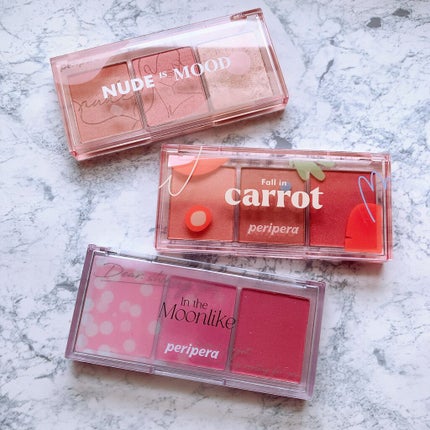 NUDE IS MOOD
Fall in
carrot
peripera
In the
Moonlike
peripera